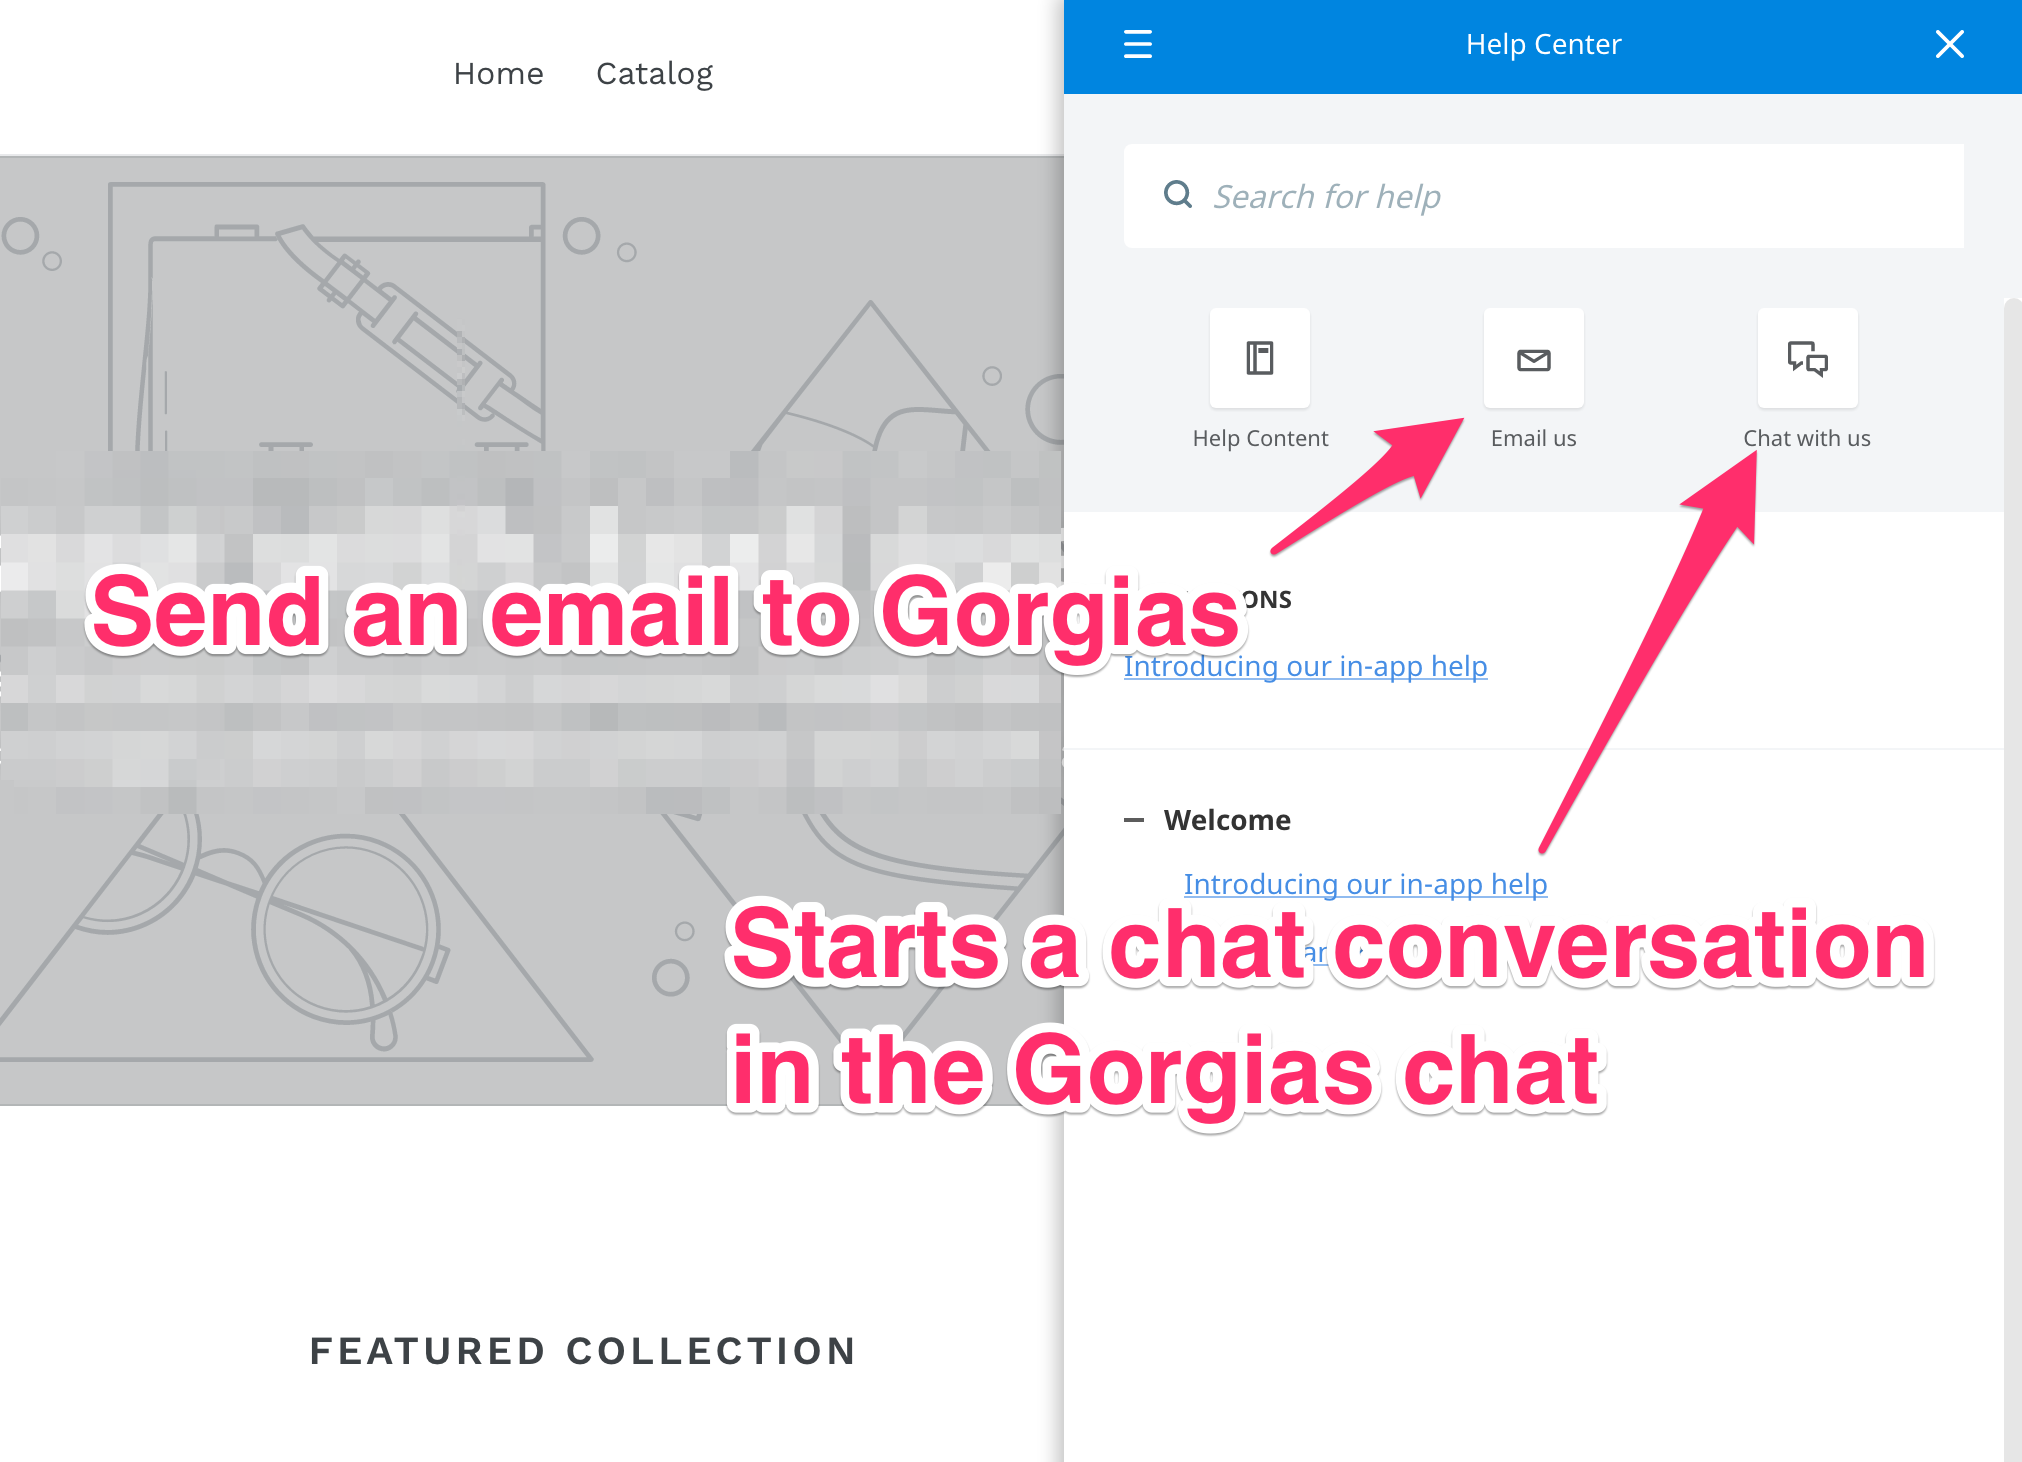 Home Catalog
Help Center
Search for help
Help Content
Email us
Chat with us
Send an email to Gorgias
ONS
Introducing our in-app help
Welcome
Introducing our in-app help
Starts a chat conversation
in the Gorgias chat
FEATURED COLLECTION